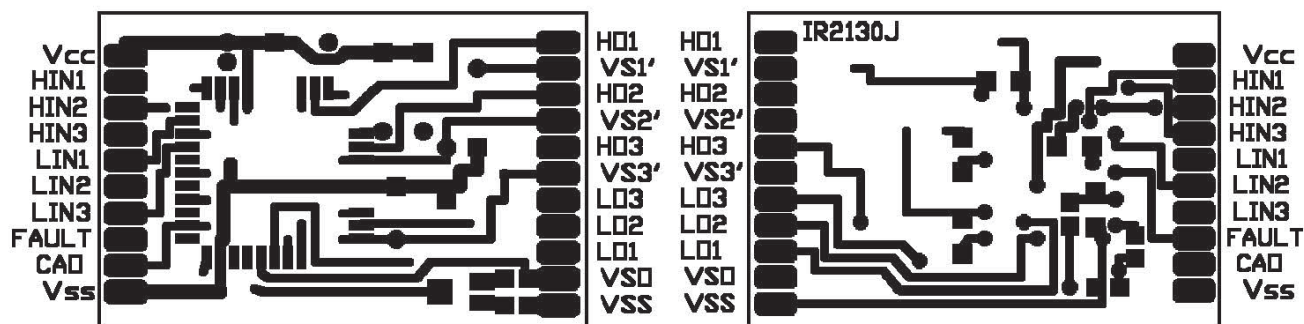 Vcc
HIN1
HIN2
HIN3
LIN1
LIN2
LIN3
FAULT
CAO
Vss
HO1
VS1'
HO2
VS2'
HO3
VS3'
LO3
LO2
LO1
VSO
VSS
HO1
VS1'
HO2
VS2'
HO3
VS3'
LO3
LO2
LO1
VSO
VSS
IR2130J
Vcc
HIN1
HIN2
HIN3
LIN1
LIN2
LIN3
FAULT
CAO
Vss